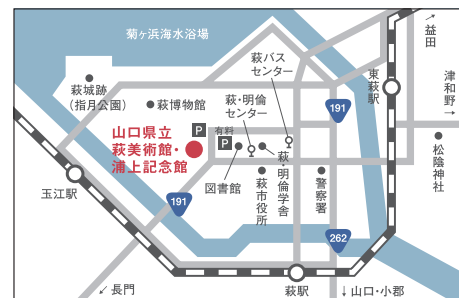 菊ヶ浜海水浴場
↗益田
萩バス
センター
東萩駅
津和野→
萩城跡
(指月公園)
萩博物館
萩・明倫
センター
191
山口県立
萩美術館・
浦上記念館
P
有料
P
図書館
萩・明倫学舎
萩市役所
警察署
松陰神社
玉江駅
191
262
↙長門
萩駅
↓山口・小郡